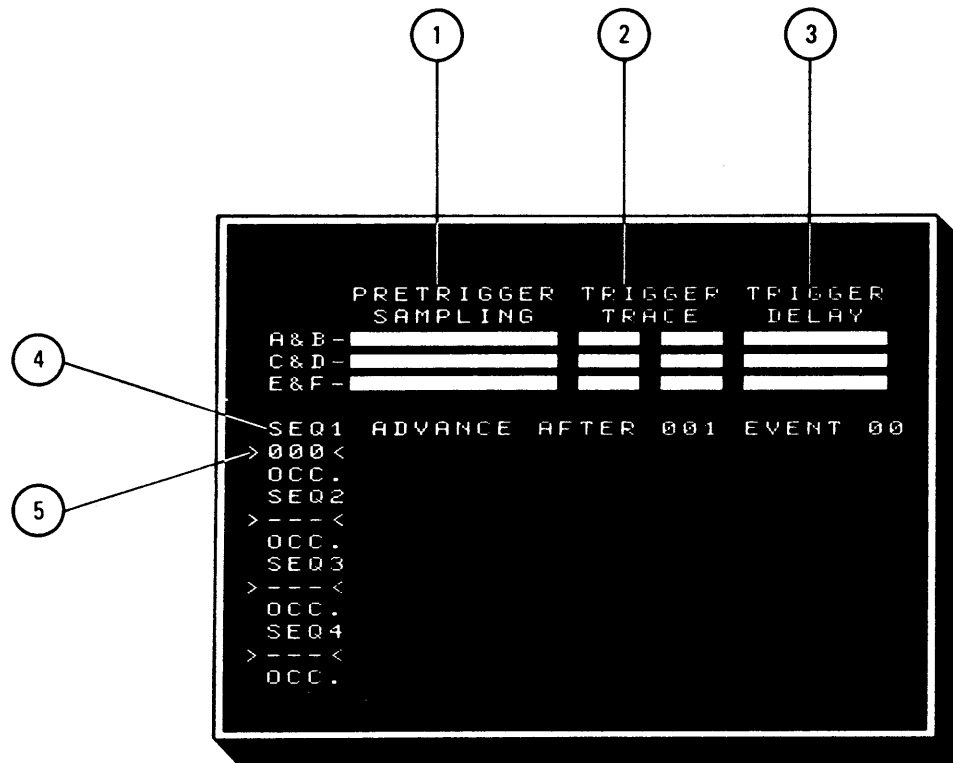 1 2 3
PRETRIGGER TRIGGER TRIGGER
SAMPLING TRACE DELAY
A&B-
C&D-
E&F-
4
SEQ1 ADVANCE AFTER 001 EVENT 00
>000<
OCC.
5
SEQ2
>---<
OCC.
SEQ3
>---<
OCC.
SEQ4
>---<
OCC.